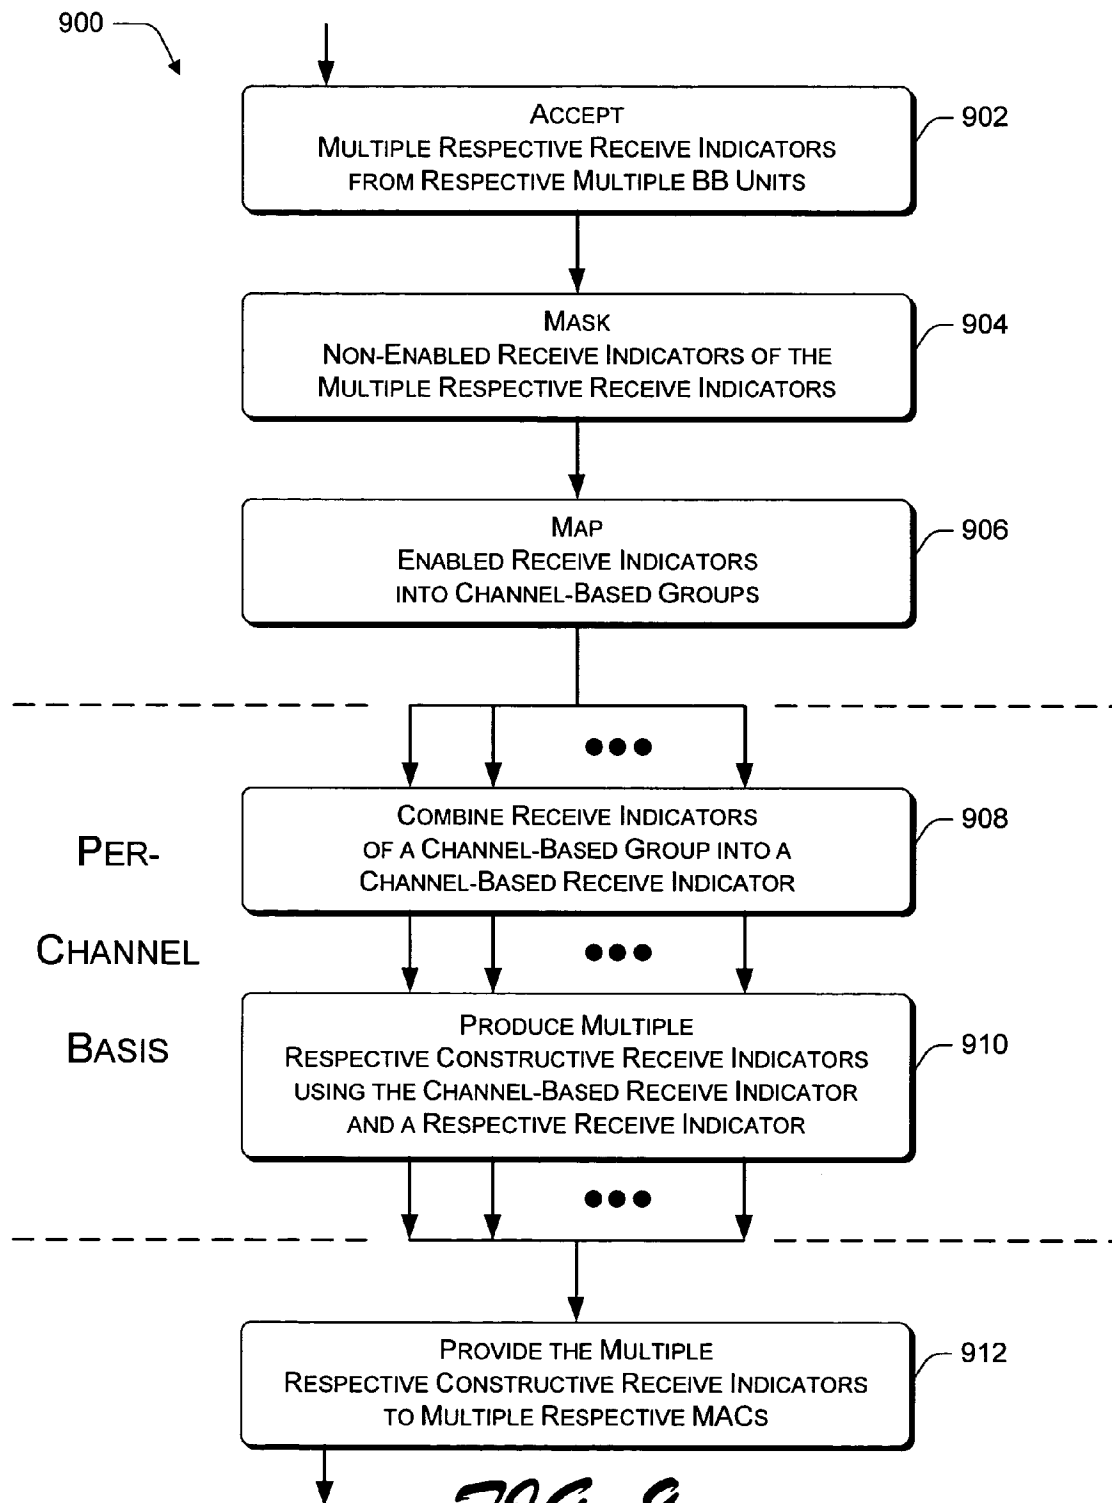 900
ACCEPT
MULTIPLE RESPECTIVE RECEIVE INDICATORS
FROM RESPECTIVE MULTIPLE BB UNITS
902
MASK
NON-ENABLED RECEIVE INDICATORS OF THE
MULTIPLE RESPECTIVE RECEIVE INDICATORS
904
MAP
ENABLED RECEIVE INDICATORS
INTO CHANNEL-BASED GROUPS
906
PER-
CHANNEL
BASIS
COMBINE RECEIVE INDICATORS
OF A CHANNEL-BASED GROUP INTO A
CHANNEL-BASED RECEIVE INDICATOR
908
PRODUCE MULTIPLE
RESPECTIVE CONSTRUCTIVE RECEIVE INDICATORS
USING THE CHANNEL-BASED RECEIVE INDICATOR
AND A RESPECTIVE RECEIVE INDICATOR
910
PROVIDE THE MULTIPLE
RESPECTIVE CONSTRUCTIVE RECEIVE INDICATORS
TO MULTIPLE RESPECTIVE MACS
912
FIG. 9